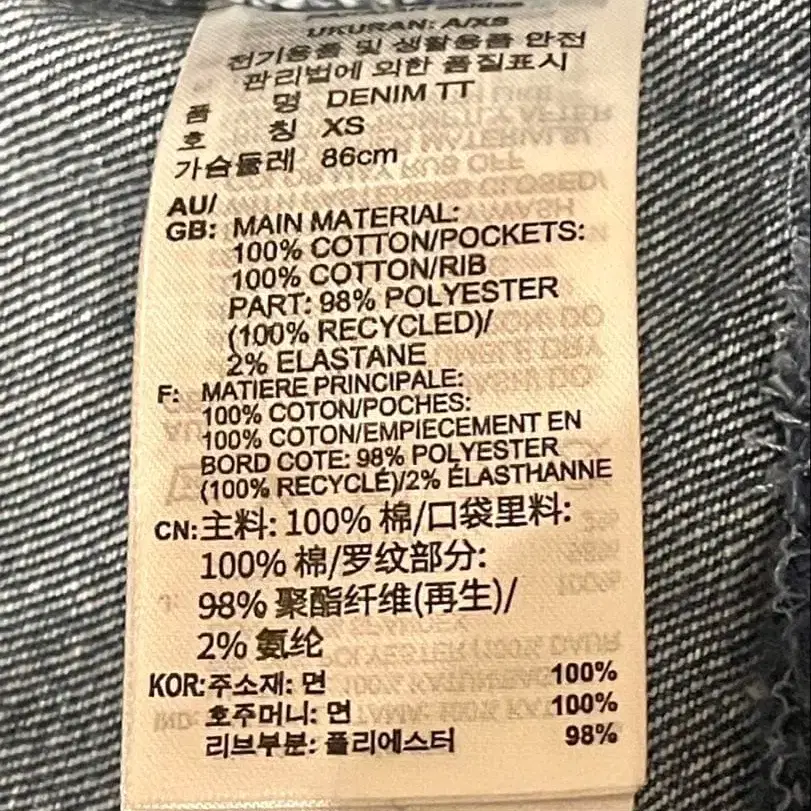 UKURAN: A/XS
전기용품 및 생활용품 안전
관리법에 의한 품질표시
품 명 DENIM TT
호 칭 XS
가슴둘레 86cm
AU/
GB: MAIN MATERIAL:
100% COTTON/POCKETS:
100% COTTON/RIB
PART: 98% POLYESTER
(100% RECYCLED)/
2% ELASTANE
F: MATIERE PRINCIPALE:
100% COTON/POCHES:
100% COTON/EMPIECEMENT EN
BORD COTE: 98% POLYESTER
(100% RECYCLÉ)/2% ÉLASTHANNE
CN:主料: 100% 棉/口袋里料:
100% 棉/罗纹部分:
98% 聚酯纤维(再生)/
2% 氨纶
KOR:주소재: 면 100%
호주머니: 면 100%
리브부분: 폴리에스터 98%